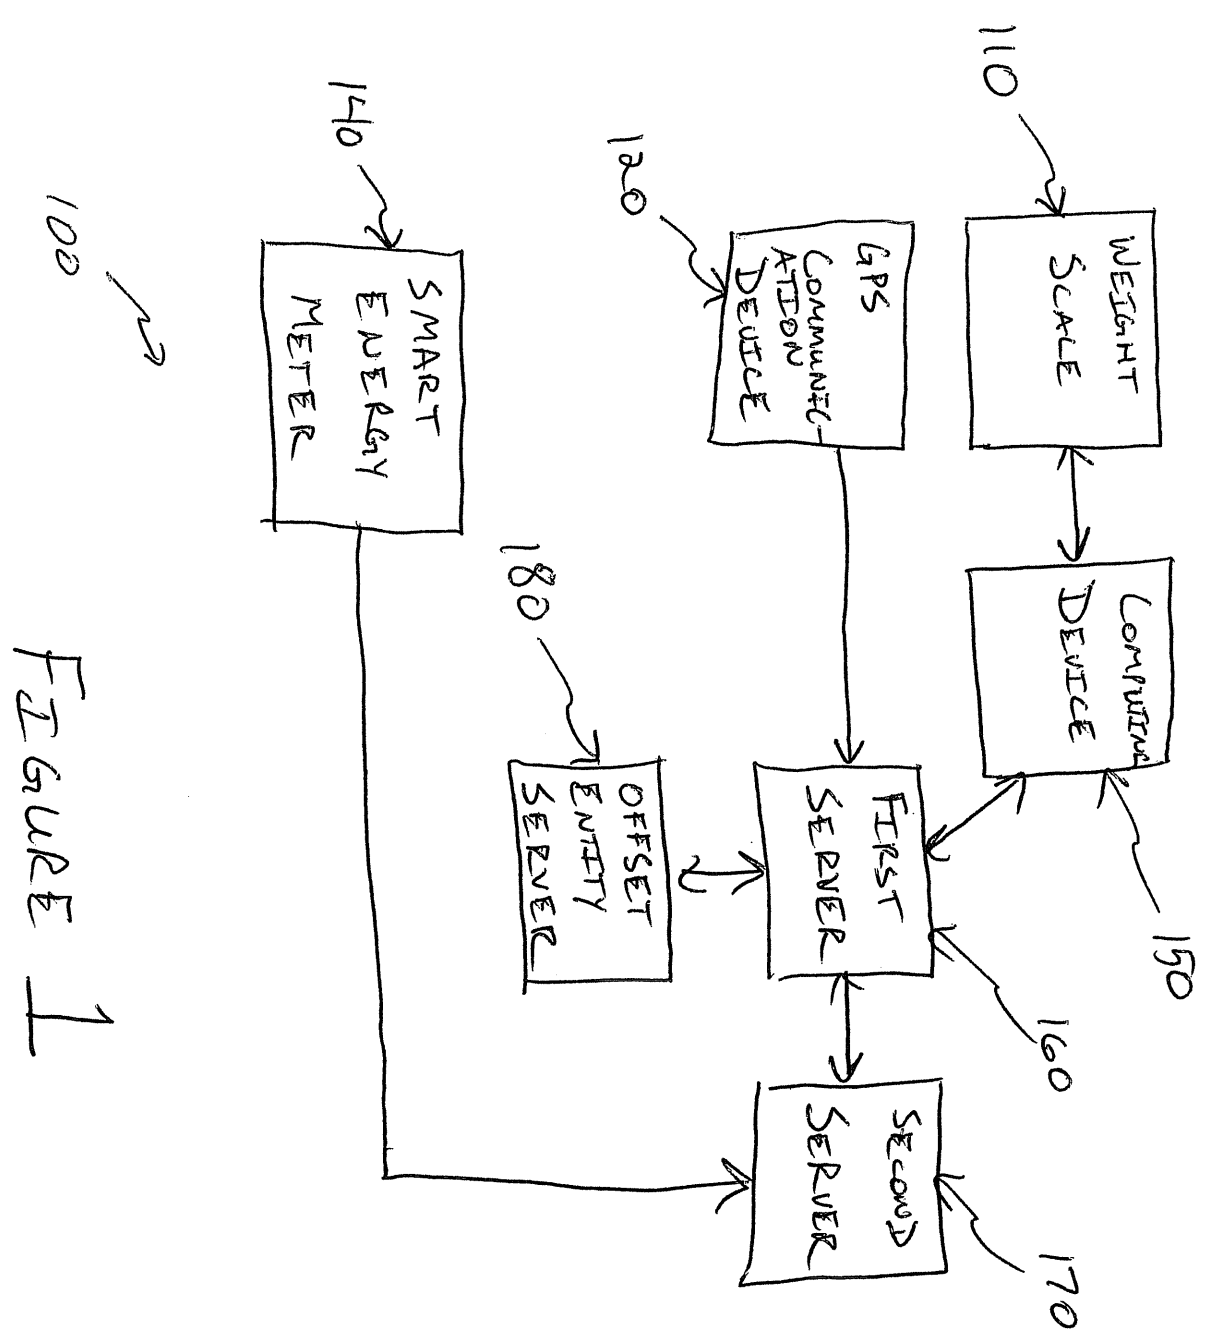 110
WEIGHT
SCALE
COMPUTING
DEVICE
150
120
GPS
COMMUNIC-
ATION
DEVICE
FIRST
SERVER
160
SECOND
SERVER
170
180
OFFSET
ENTITY
SERVER
140
SMART
ENERGY
METER
100
FIGURE 1